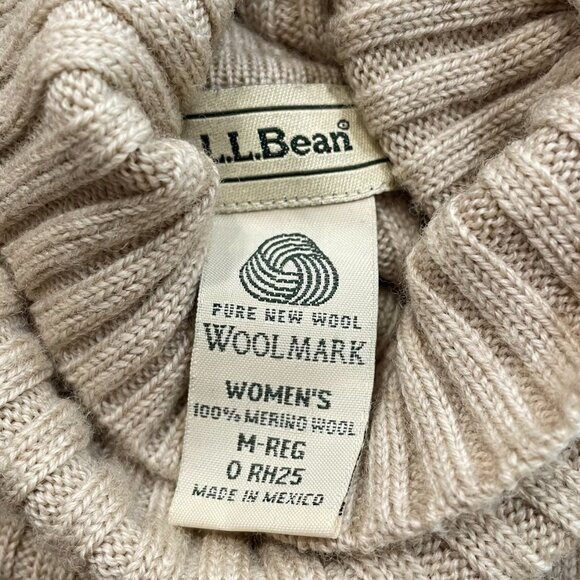 L.L.Bean®
PURE NEW WOOL
WOOLMARK
WOMEN'S
100% MERINO WOOL
M-REG
0 RH25
MADE IN MEXICO